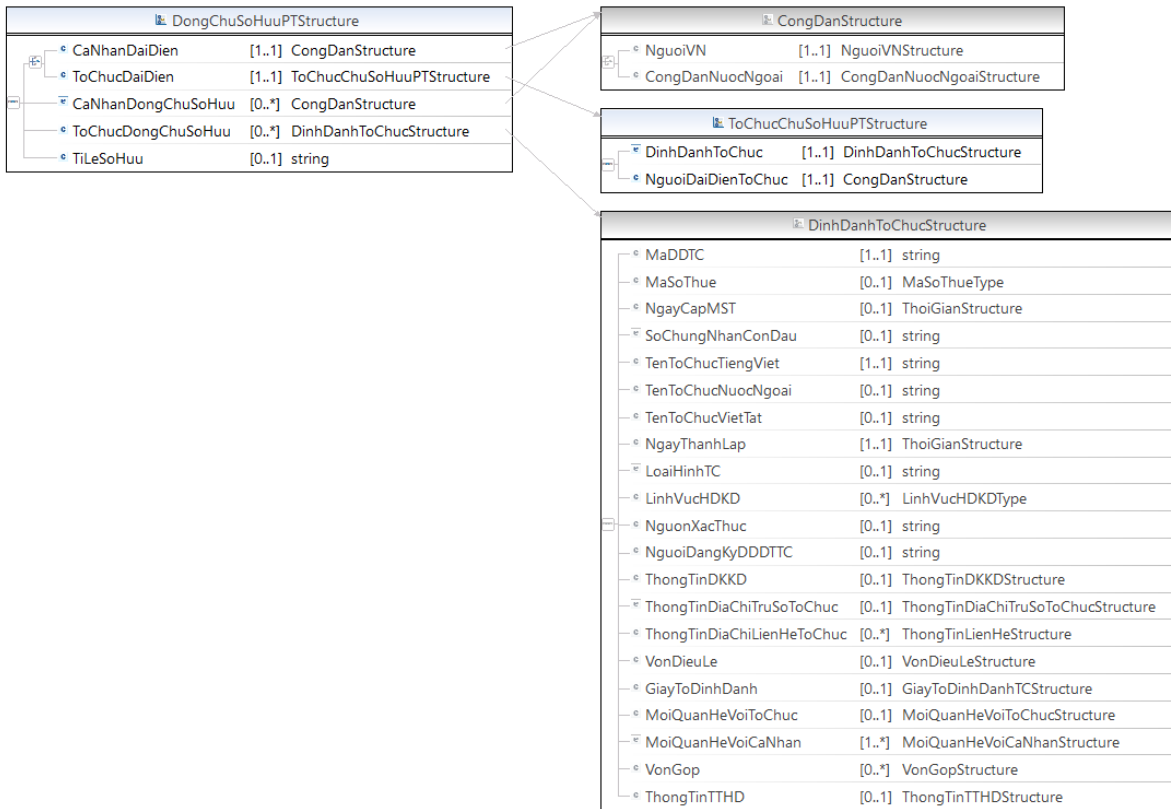 DongChuSoHuuPTStructure
CaNhanDaiDien [1..1] CongDanStructure
ToChucDaiDien [1..1] ToChucChuSoHuuPTStructure
CaNhanDongChuSoHuu [0..*] CongDanStructure
ToChucDongChuSoHuu [0..*] DinhDanhToChucStructure
TiLeSoHuu [0..1] string
CongDanStructure
NguoiVN [1..1] NguoiVNStructure
CongDanNuocNgoai [1..1] CongDanNuocNgoaiStructure
ToChucChuSoHuuPTStructure
DinhDanhToChuc [1..1] DinhDanhToChucStructure
NguoiDaiDienToChuc [1..1] CongDanStructure
DinhDanhToChucStructure
MaDDTC [1..1] string
MaSoThue [0..1] MaSoThueType
NgayCapMST [0..1] ThoiGianStructure
SoChungNhanConDau [0..1] string
TenToChucTiengViet [1..1] string
TenToChucNuocNgoai [0..1] string
TenToChucVietTat [0..1] string
NgayThanhLap [1..1] ThoiGianStructure
LoaiHinhTC [0..1] string
LinhVucHDKD [0..*] LinhVucHDKDType
NguonXacThuc [0..1] string
NguoiDangKyDDDTTC [0..1] string
ThongTinDKKD [0..1] ThongTinDKKDStructure
ThongTinDiaChiTruSoToChuc [0..1] ThongTinDiaChiTruSoToChucStructure
ThongTinDiaChiLienHeToChuc [0..*] ThongTinLienHeStructure
VonDieuLe [0..1] VonDieuLeStructure
GiayToDinhDanh [0..1] GiayToDinhDanhTCStructure
MoiQuanHeVoiToChuc [0..1] MoiQuanHeVoiToChucStructure
MoiQuanHeVoiCaNhan [1..*] MoiQuanHeVoiCaNhanStructure
VonGop [0..*] VonGopStructure
ThongTinTTHD [0..1] ThongTinTTHDStructure